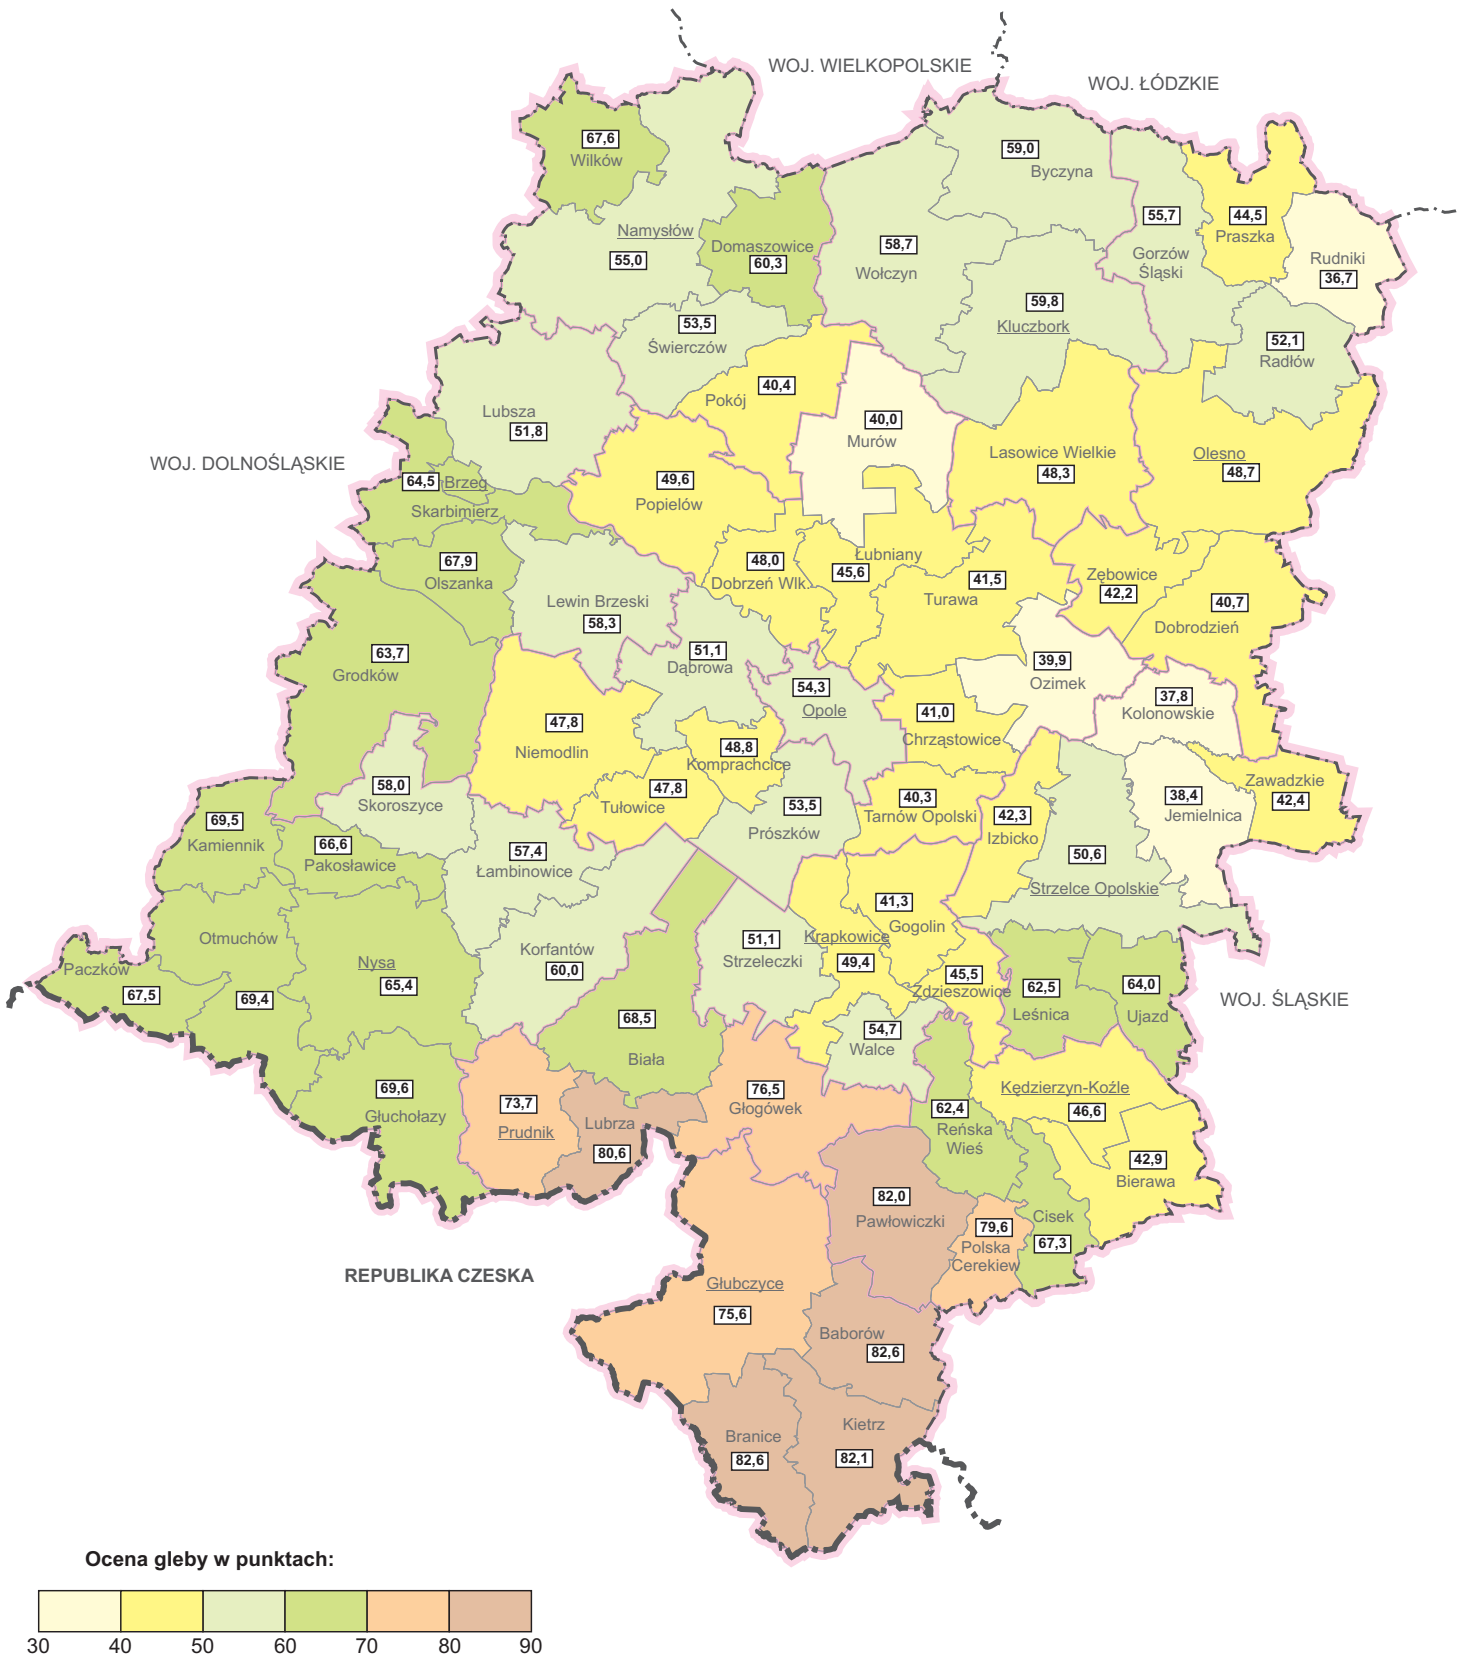 WOJ. WIELKOPOLSKIE
WOJ. ŁÓDZKIE
67,6
Wilków
59,0
Byczyna
Namysłów
55,0
Domaszowice
60,3
58,7
Wołczyn
55,7
Gorzów
Śląski
44,5
Praszka
Rudniki
36,7
59,8
Kluczbork
53,5
Świerczów
52,1
Radłów
40,4
Pokój
Lubsza
51,8
40,0
Murów
WOJ. DOLNOŚLĄSKIE
Lasowice Wielkie
48,3
Olesno
48,7
64,5
Brzeg
Skarbimierz
49,6
Popielów
67,9
Olszanka
48,0
Dobrzeń Wlk.
Łubniany
45,6
41,5
Turawa
Zębowice
42,2
40,7
Dobrodzień
Lewin Brzeski
58,3
63,7
Grodków
51,1
Dąbrowa
39,9
Ozimek
54,3
Opole
37,8
Kolonowskie
41,0
Chrząstowice
47,8
Niemodlin
48,8
Komprachcice
58,0
Skoroszyce
47,8
Tułowice
53,5
Prószków
40,3
Tarnów Opolski
42,3
Izbicko
38,4
Jemielnica
Zawadzkie
42,4
69,5
Kamiennik
66,6
Pakosławice
57,4
Łambinowice
50,6
Strzelce Opolskie
41,3
Gogolin
Otmuchów
69,4
Korfantów
60,0
51,1
Strzeleczki
Krapkowice
49,4
Paczków
67,5
Nysa
65,4
45,5
Zdzieszowice
62,5
Leśnica
64,0
Ujazd
WOJ. ŚLĄSKIE
68,5
Biała
54,7
Walce
69,6
Głuchołazy
73,7
Prudnik
Lubrza
80,6
76,5
Głogówek
62,4
Reńska
Wieś
Kędzierzyn-Koźle
46,6
42,9
Bierawa
82,0
Pawłowiczki
79,6
Polska
Cerekiew
Cisek
67,3
REPUBLIKA CZESKA
Głubczyce
75,6
Baborów
82,6
Branice
82,6
Kietrz
82,1
Ocena gleby w punktach:
30 40 50 60 70 80 90